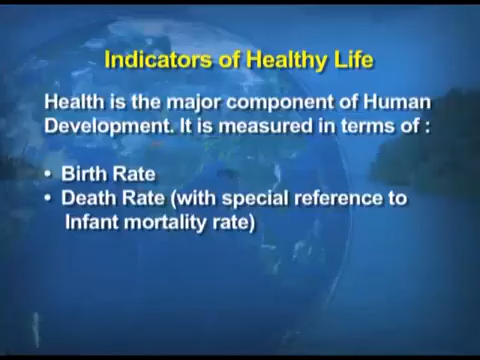 Indicators of Healthy Life
Health is the major component of Human
Development. It is measured in terms of :
• Birth Rate
• Death Rate (with special reference to
Infant mortality rate)